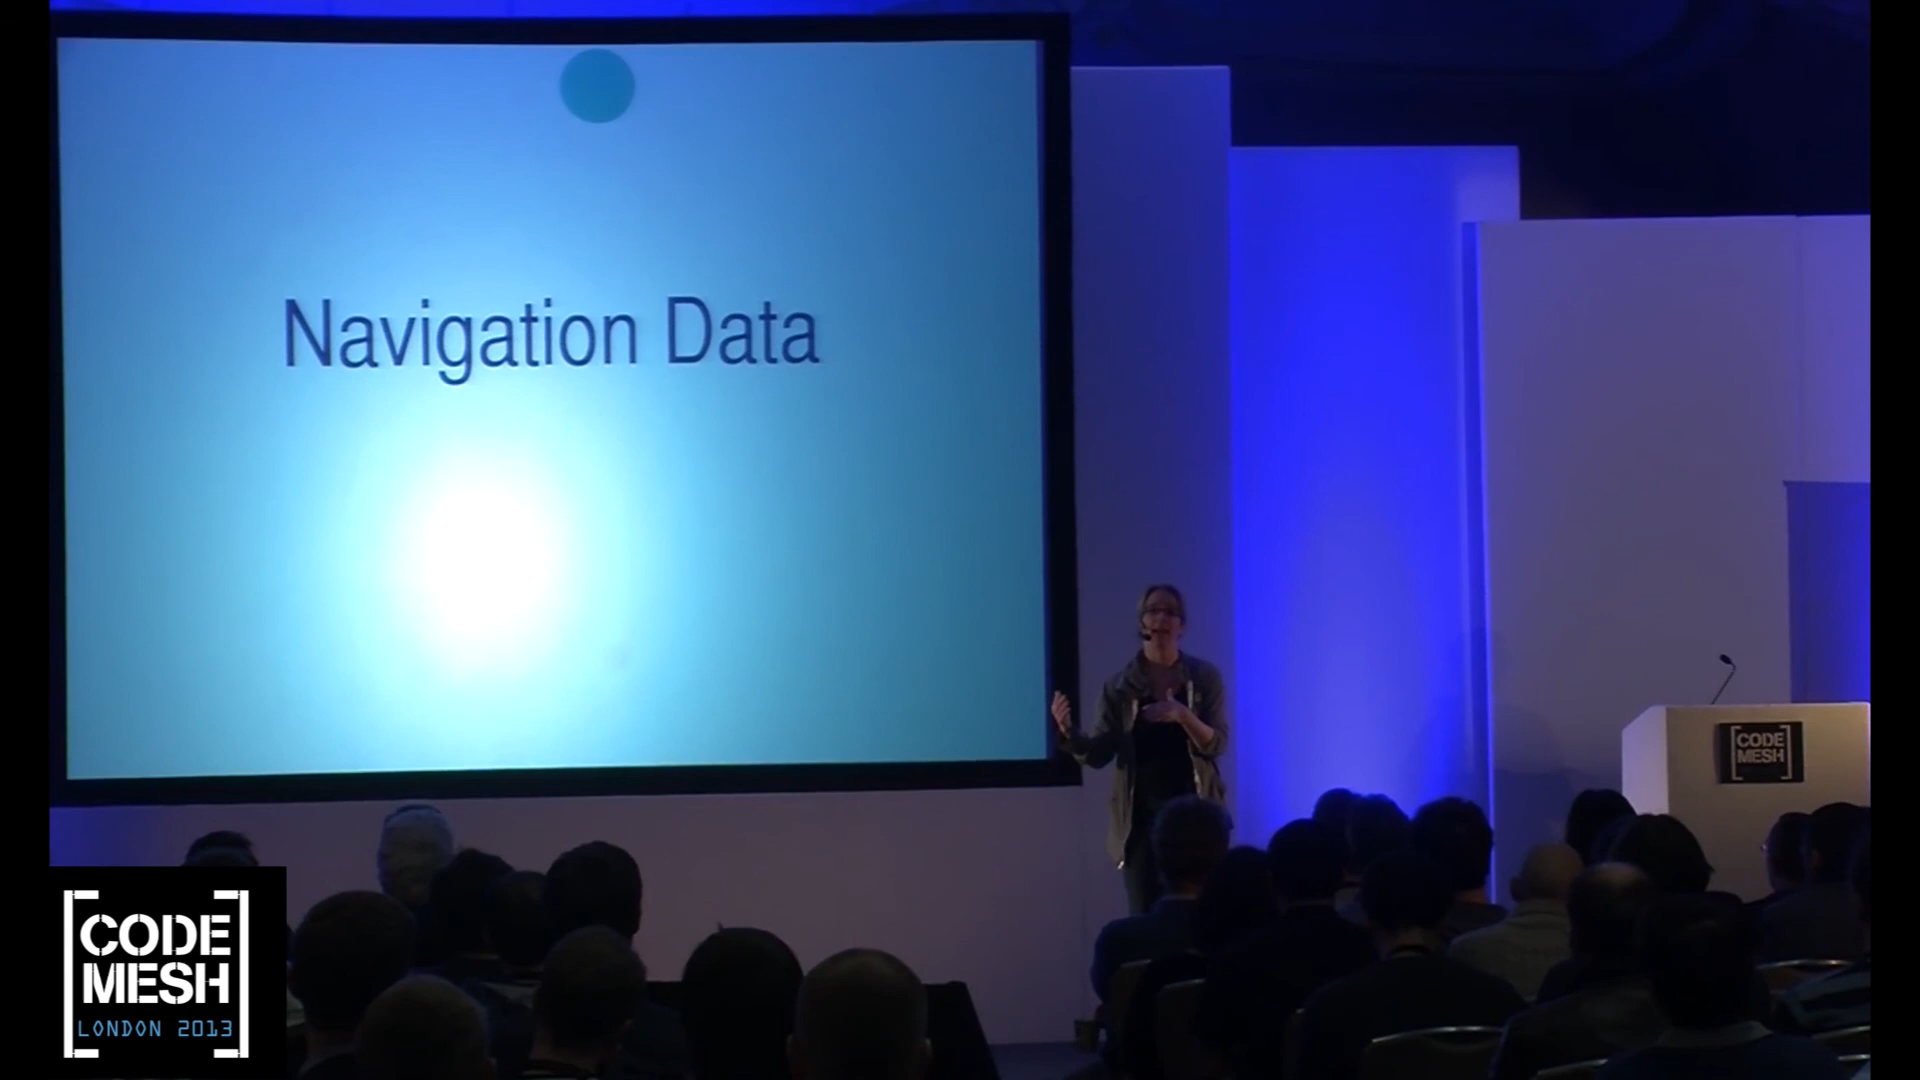 Navigation Data
CODE
MESH
CODE
MESH
LONDON 2013